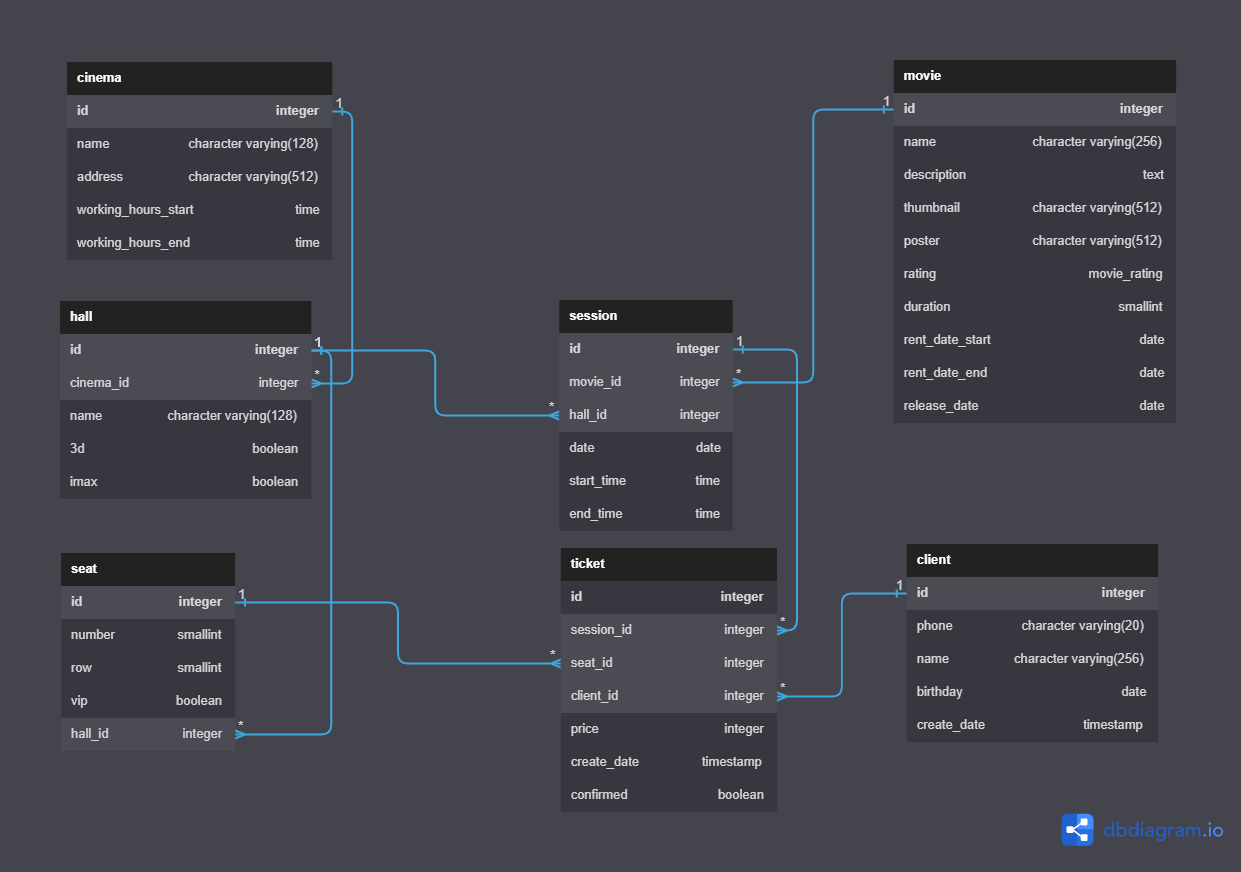 cinema
id integer
name character varying(128)
address character varying(512)
working_hours_start time
working_hours_end time
hall
id integer
cinema_id integer
name character varying(128)
3d boolean
imax boolean
seat
id integer
number smallint
row smallint
vip boolean
hall_id integer
session
id integer
movie_id integer
hall_id integer
date date
start_time time
end_time time
ticket
id integer
session_id integer
seat_id integer
client_id integer
price integer
create_date timestamp
confirmed boolean
movie
id integer
name character varying(256)
description text
thumbnail character varying(512)
poster character varying(512)
rating movie_rating
duration smallint
rent_date_start date
rent_date_end date
release_date date
client
id integer
phone character varying(20)
name character varying(256)
birthday date
create_date timestamp
1
*
1
*
1
*
*
1
*
1
*
1
*
dbdiagram.io